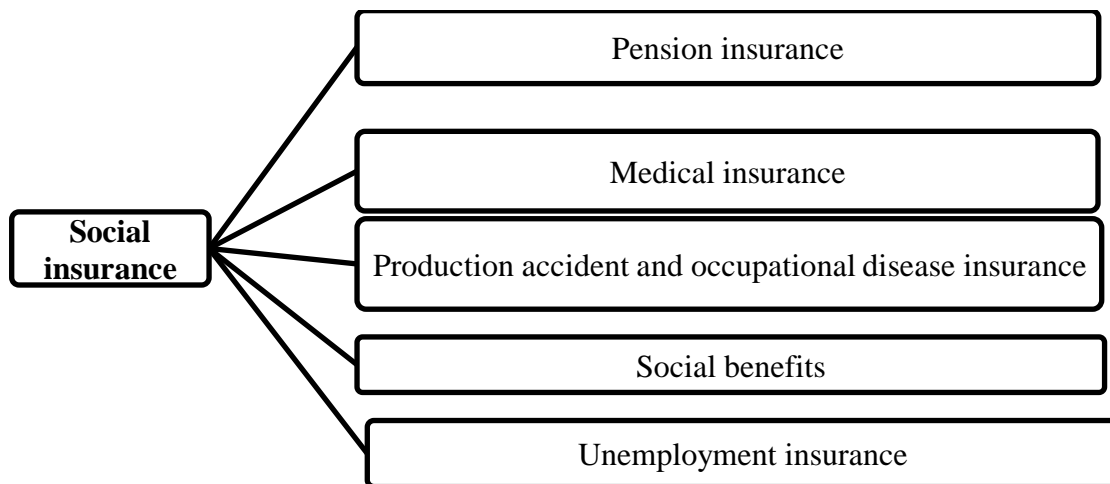 Pension insurance
Medical insurance
Social
insurance
Production accident and occupational disease insurance
Social benefits
Unemployment insurance